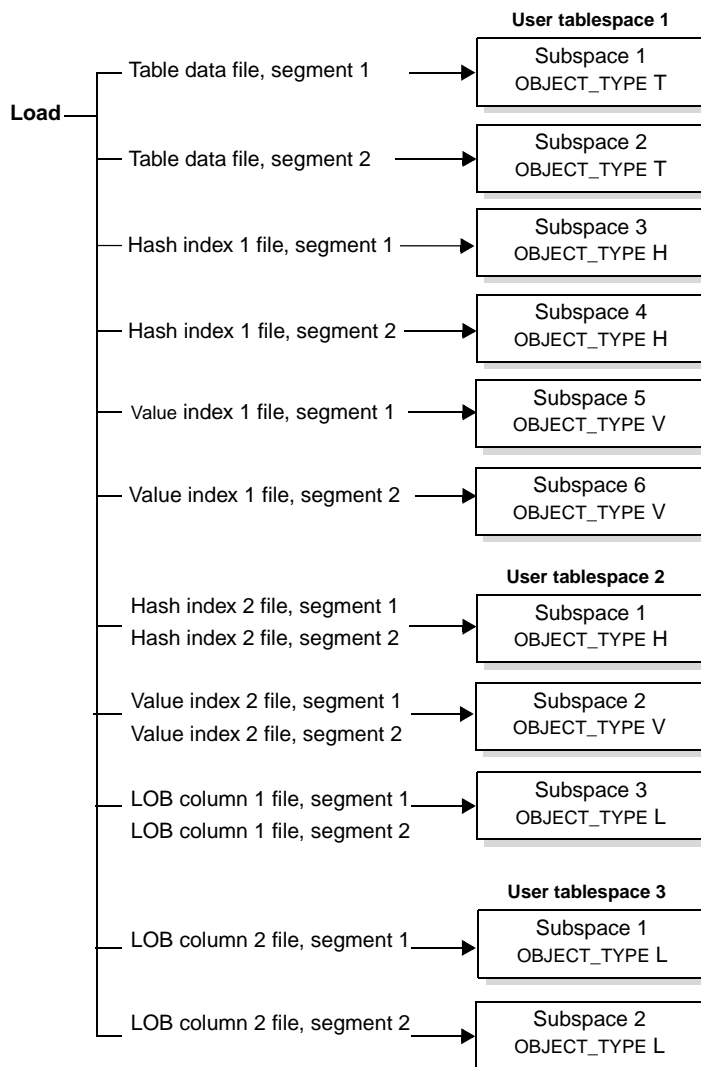 User tablespace 1
Table data file, segment 1
Subspace 1
OBJECT_TYPE T
Load
Table data file, segment 2
Subspace 2
OBJECT_TYPE T
Hash index 1 file, segment 1
Subspace 3
OBJECT_TYPE H
Hash index 1 file, segment 2
Subspace 4
OBJECT_TYPE H
Value index 1 file, segment 1
Subspace 5
OBJECT_TYPE V
Value index 1 file, segment 2
Subspace 6
OBJECT_TYPE V
User tablespace 2
Hash index 2 file, segment 1
Hash index 2 file, segment 2
Subspace 1
OBJECT_TYPE H
Value index 2 file, segment 1
Value index 2 file, segment 2
Subspace 2
OBJECT_TYPE V
LOB column 1 file, segment 1
LOB column 1 file, segment 2
Subspace 3
OBJECT_TYPE L
User tablespace 3
LOB column 2 file, segment 1
Subspace 1
OBJECT_TYPE L
LOB column 2 file, segment 2
Subspace 2
OBJECT_TYPE L